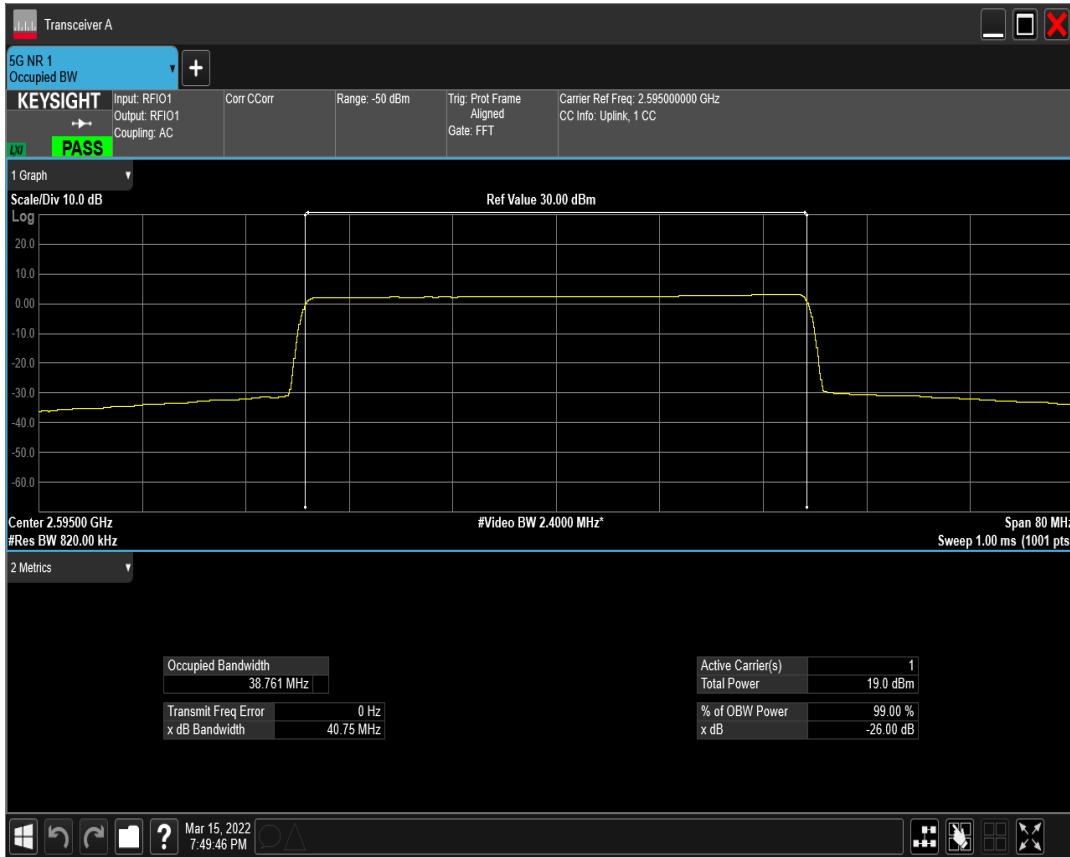 Transceiver A
5G NR 1
Occupied BW
KEYSIGHT
LXI
PASS
Input: RFIO1
Output: RFIO1
Coupling: AC
Corr CCorr
Range: -50 dBm
Trig: Prot Frame
Aligned
Gate: FFT
Carrier Ref Freq: 2.595000000 GHz
CC Info: Uplink, 1 CC
1 Graph
Scale/Div 10.0 dB
Ref Value 30.00 dBm
Log
20.0
10.0
0.00
-10.0
-20.0
-30.0
-40.0
-50.0
-60.0
Center 2.59500 GHz
#Video BW 2.4000 MHz*
Span 80 MHz
#Res BW 820.00 kHz
Sweep 1.00 ms (1001 pts
2 Metrics
Occupied Bandwidth
38.761 MHz
Transmit Freq Error 0 Hz
x dB Bandwidth 40.75 MHz
Active Carrier(s) 1
Total Power 19.0 dBm
% of OBW Power 99.00 %
x dB -26.00 dB
?
Mar 15, 2022
7:49:46 PM